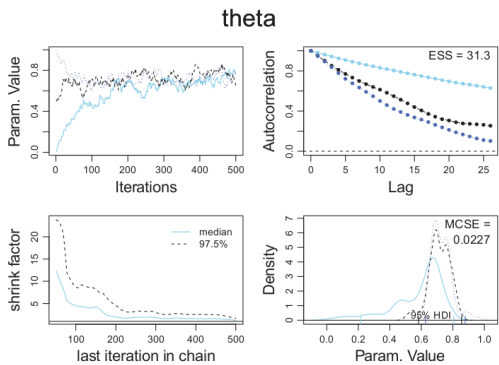 theta
Param. Value
0.0 0.4 0.8
0 100 200 300 400 500
Iterations
Autocorrelation
0.0 0.4 0.8
ESS = 31.3
0 5 10 15 20 25
Lag
shrink factor
5 10 15 20
median
97.5%
100 200 300 400 500
last iteration in chain
Density
0 1 2 3 4 5 6 7
MCSE =
0.0227
95% HDI
0.0 0.2 0.4 0.6 0.8 1.0
Param. Value